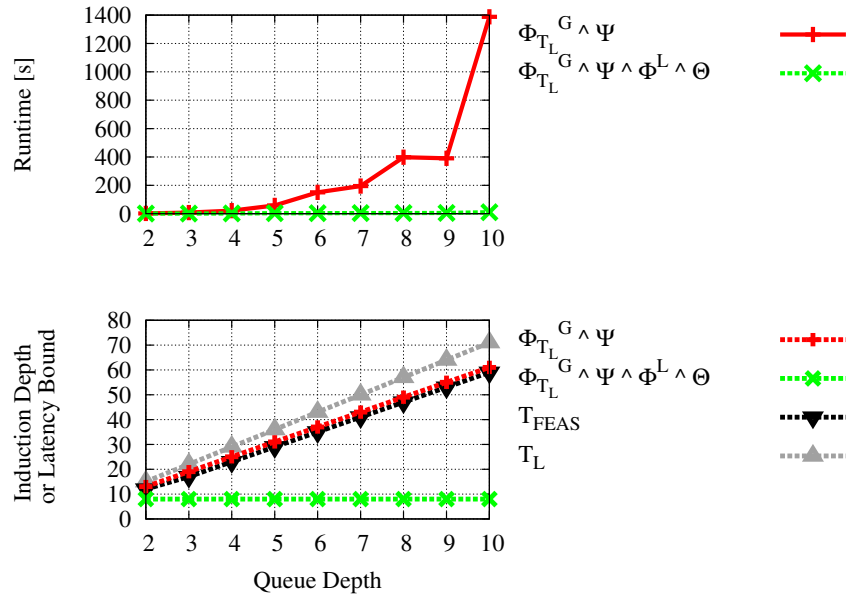 1400
1200
1000
800
600
400
200
0
Runtime [s]
2 3 4 5 6 7 8 9 10
Φ_{T_L}^G ∧ Ψ
Φ_{T_L}^G ∧ Ψ ∧ Φ^L ∧ Θ
80
70
60
50
40
30
20
10
0
Induction Depth
or Latency Bound
2 3 4 5 6 7 8 9 10
Queue Depth
Φ_{T_L}^G ∧ Ψ
Φ_{T_L}^G ∧ Ψ ∧ Φ^L ∧ Θ
T_{FEAS}
T_L